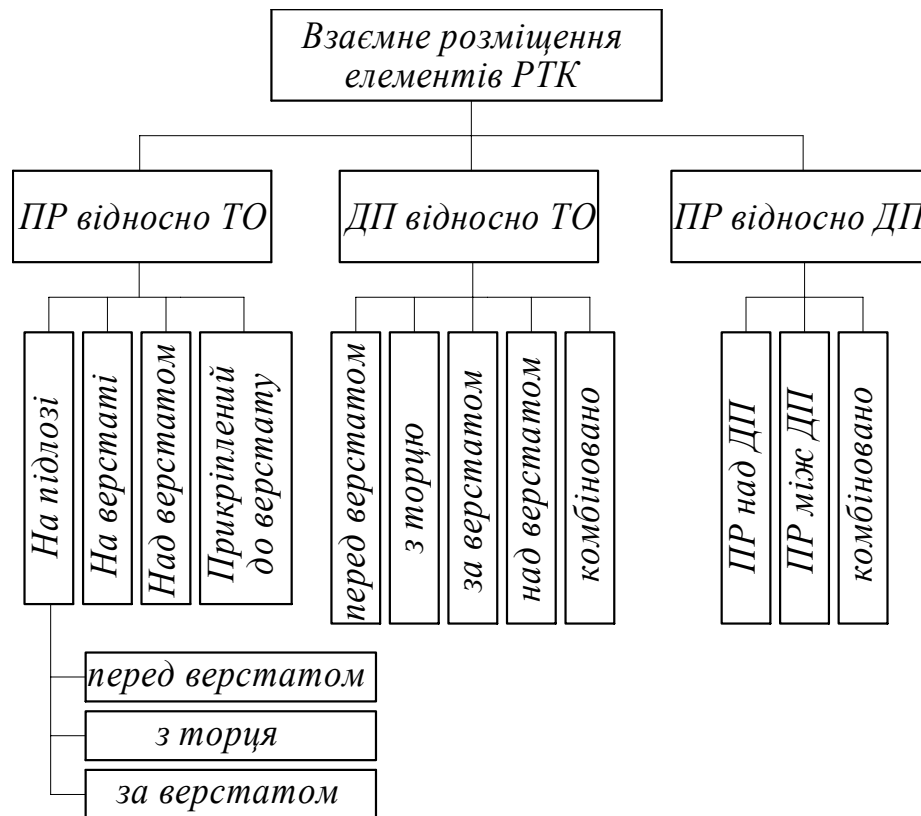 Взаємне розміщення
елементів РТК
ПР відносно ТО
ДП відносно ТО
ПР відносно ДП
На підлозі
На верстаті
Над верстатом
Прикріплений
до верстату
перед верстатом
з торцю
за верстатом
над верстатом
комбіновано
ПР над ДП
ПР між ДП
комбіновано
перед верстатом
з торця
за верстатом